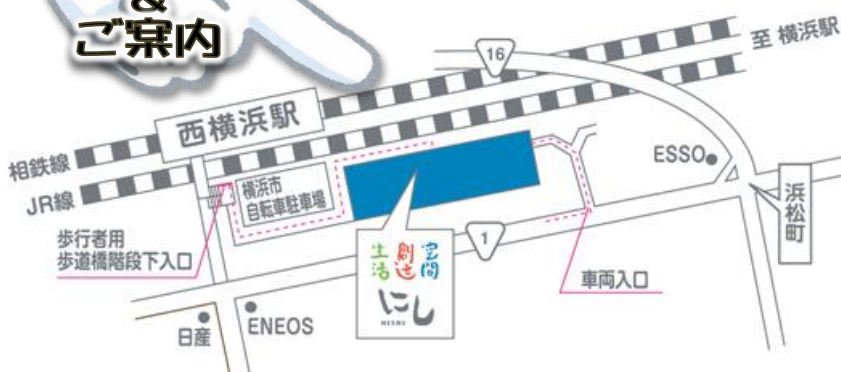 &
ご案内
16
至 横浜駅
西横浜駅
相鉄線
JR線
横浜市
自転車駐車場
ESSO
浜松町
歩行者用
歩道橋階段下入口
1
生活
創造
空間
にし
NISHI
車両入口
日産
ENEOS